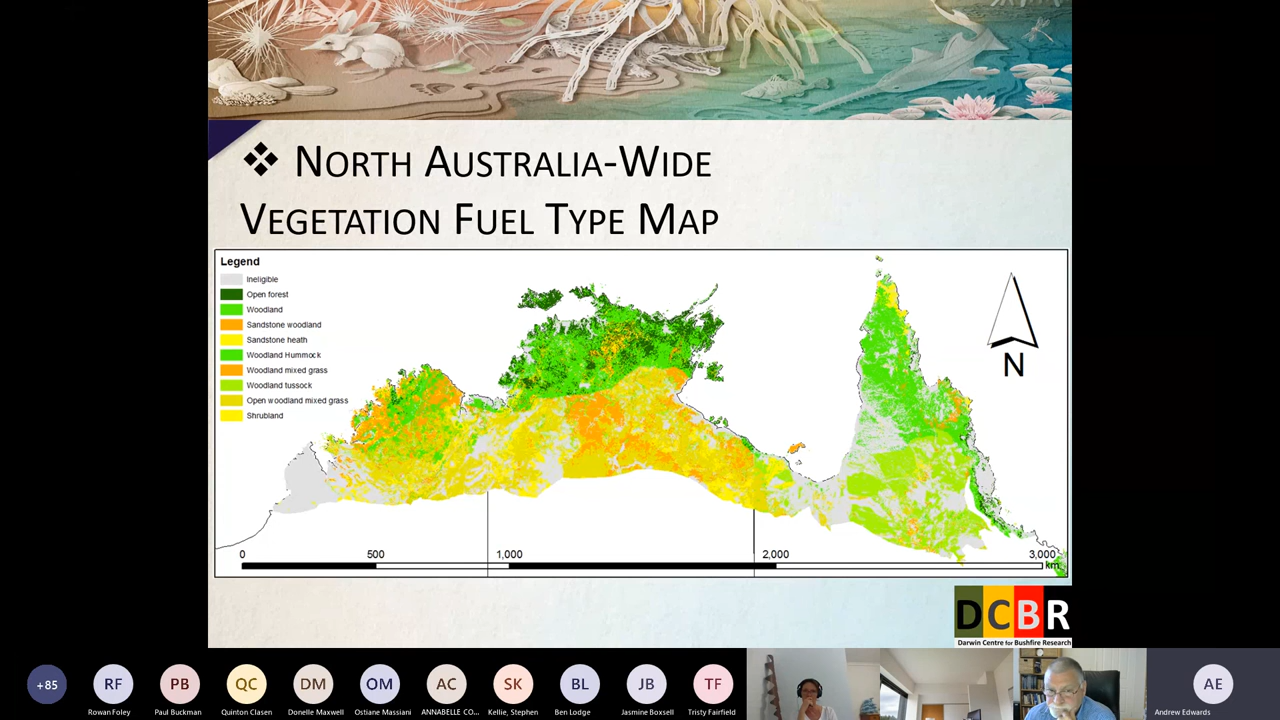 ❖ NORTH AUSTRALIA-WIDE
VEGETATION FUEL TYPE MAP
Legend
Ineligible
Open forest
Woodland
Sandstone woodland
Sandstone heath
Woodland Hummock
Woodland mixed grass
Woodland tussock
Open woodland mixed grass
Shrubland
N
0 500 1,000 2,000 3,000
km
DCBR
Darwin Centre for Bushfire Research
+85 RF PB QC DM OM AC SK BL JB TF AE
Rowan Foley Paul Buckman Quinton Clasen Donelle Maxwell Ostiane Massiani ANNABELLE CO... Kellie, Stephen Ben Lodge Jasmine Boxsell Tristy Fairfield Andrew Edwards